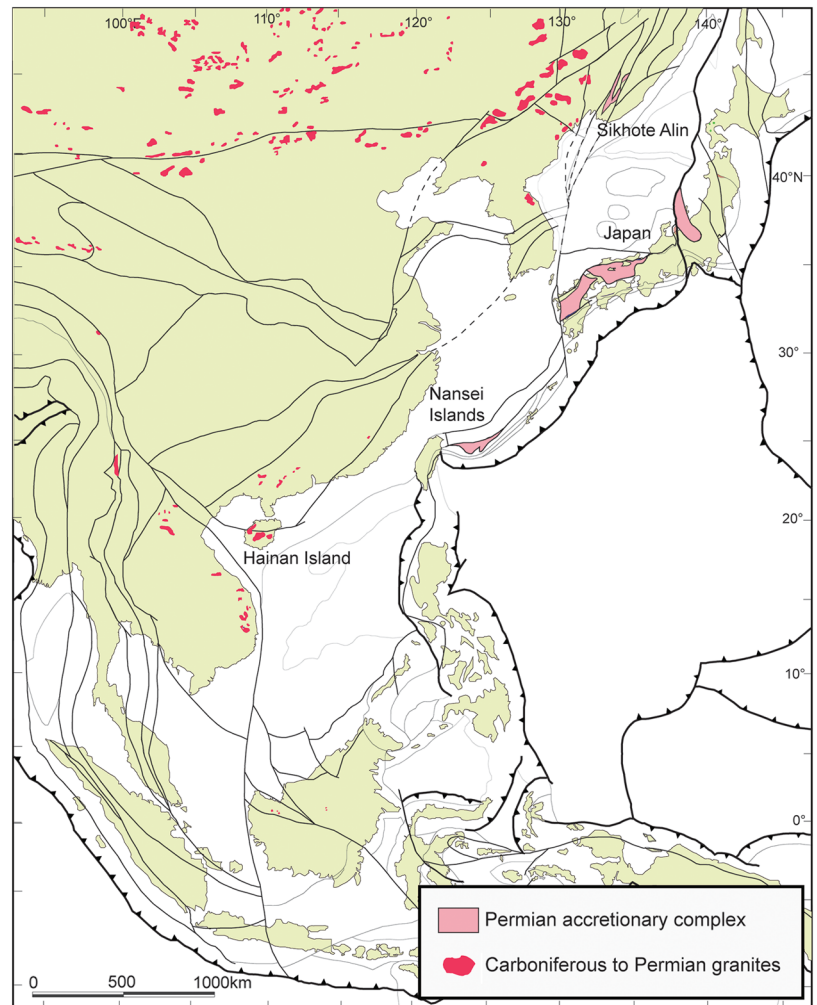 100°E
110°
120°
130°
140°
Sikhote Alin
40°N
Japan
30°
Nansei
Islands
20°
Hainan Island
10°
0°
Permian accretionary complex
Carboniferous to Permian granites
0 500 1000km